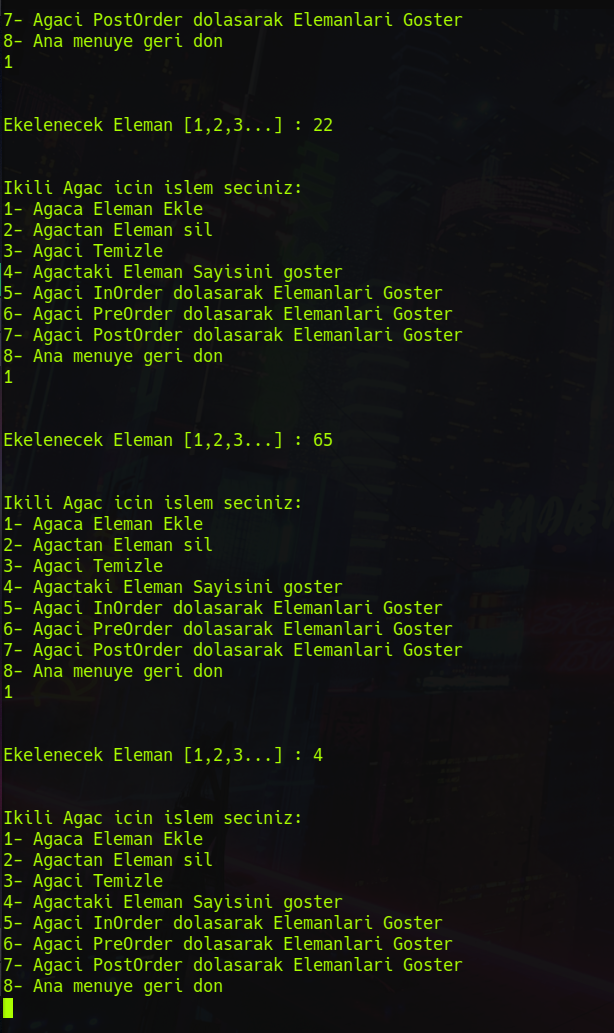 7- Agaci PostOrder dolasarak Elemanlari Goster
8- Ana menuye geri don
1
Ekelenecek Eleman [1,2,3...] : 22
Ikili Agac icin islem seciniz:
1- Agaca Eleman Ekle
2- Agactan Eleman sil
3- Agaci Temizle
4- Agactaki Eleman Sayisini goster
5- Agaci InOrder dolasarak Elemanlari Goster
6- Agaci PreOrder dolasarak Elemanlari Goster
7- Agaci PostOrder dolasarak Elemanlari Goster
8- Ana menuye geri don
1
Ekelenecek Eleman [1,2,3...] : 65
Ikili Agac icin islem seciniz:
1- Agaca Eleman Ekle
2- Agactan Eleman sil
3- Agaci Temizle
4- Agactaki Eleman Sayisini goster
5- Agaci InOrder dolasarak Elemanlari Goster
6- Agaci PreOrder dolasarak Elemanlari Goster
7- Agaci PostOrder dolasarak Elemanlari Goster
8- Ana menuye geri don
1
Ekelenecek Eleman [1,2,3...] : 4
Ikili Agac icin islem seciniz:
1- Agaca Eleman Ekle
2- Agactan Eleman sil
3- Agaci Temizle
4- Agactaki Eleman Sayisini goster
5- Agaci InOrder dolasarak Elemanlari Goster
6- Agaci PreOrder dolasarak Elemanlari Goster
7- Agaci PostOrder dolasarak Elemanlari Goster
8- Ana menuye geri don